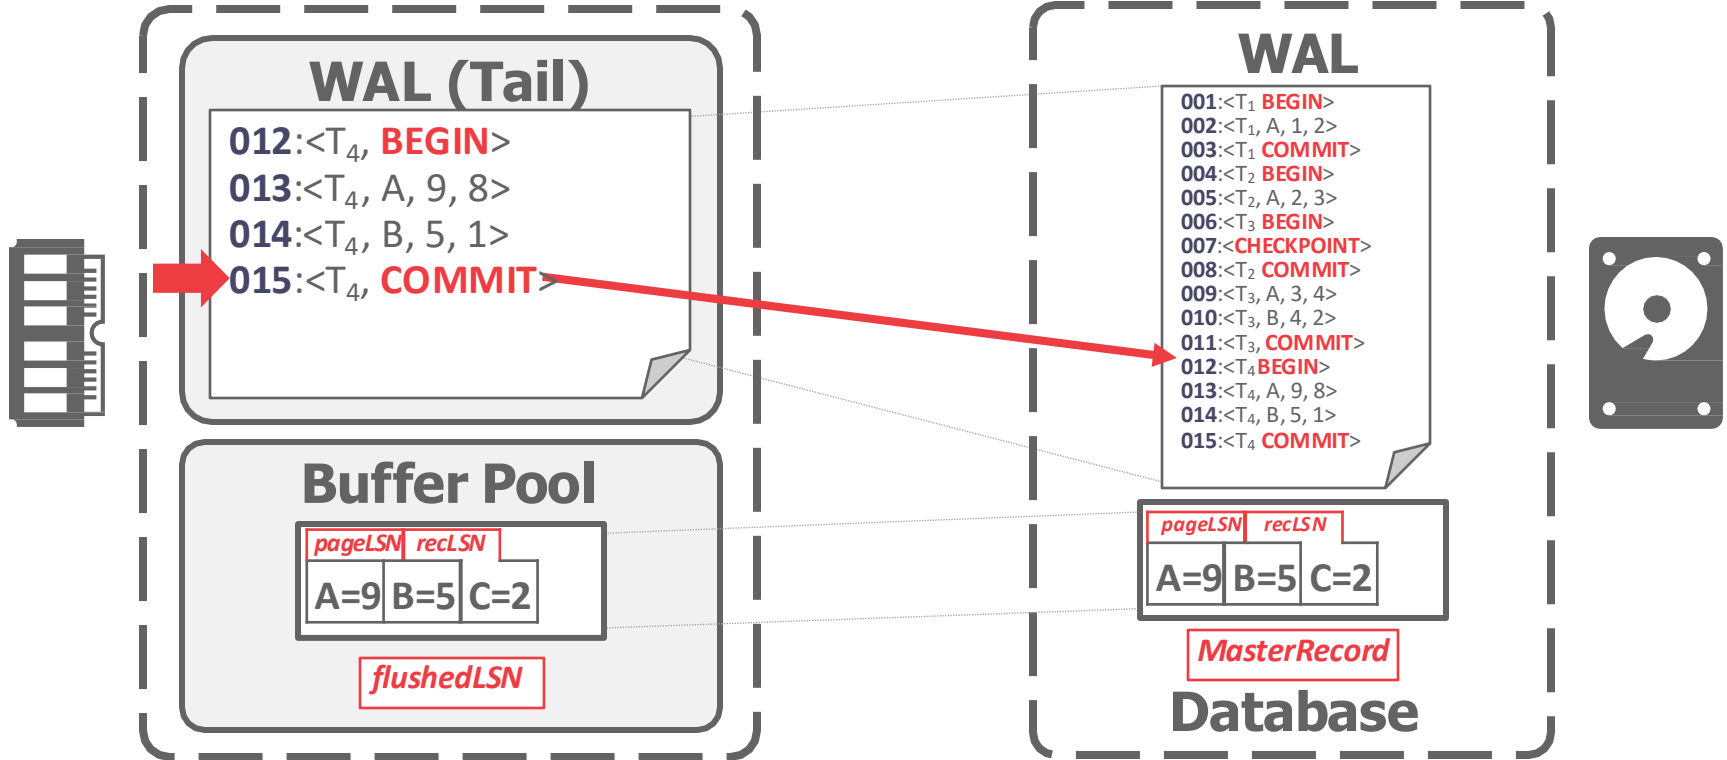 WAL (Tail)
012:<T₄, BEGIN>
013:<T₄, A, 9, 8>
014:<T₄, B, 5, 1>
015:<T₄, COMMIT>
Buffer Pool
pageLSN recLSN
A=9 B=5 C=2
flushedLSN
WAL
001:<T₁ BEGIN>
002:<T₁, A, 1, 2>
003:<T₁ COMMIT>
004:<T₂ BEGIN>
005:<T₂, A, 2, 3>
006:<T₃ BEGIN>
007:<CHECKPOINT>
008:<T₂ COMMIT>
009:<T₃, A, 3, 4>
010:<T₃, B, 4, 2>
011:<T₃, COMMIT>
012:<T₄ BEGIN>
013:<T₄, A, 9, 8>
014:<T₄, B, 5, 1>
015:<T₄ COMMIT>
pageLSN recLSN
A=9 B=5 C=2
MasterRecord
Database